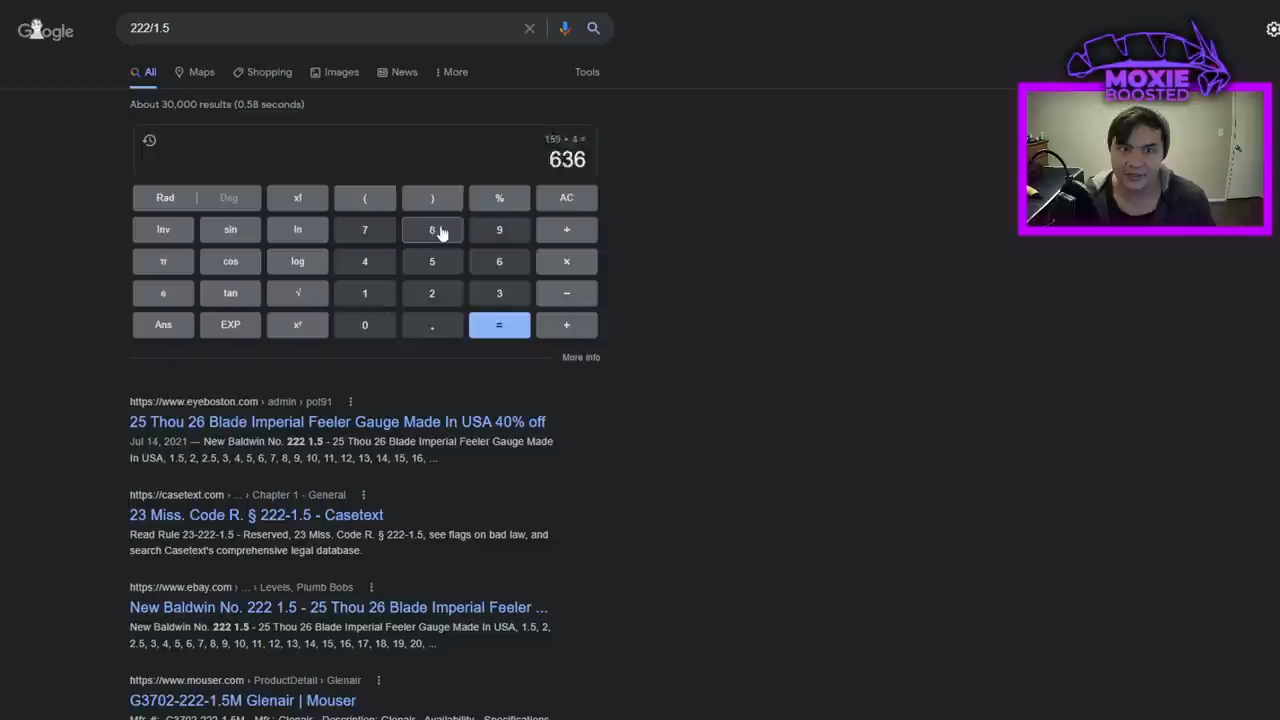 Google
222/1.5
All Maps Shopping Images News More Tools
About 30,000 results (0.58 seconds)
159 × 4 =
636
Rad Deg x! ( ) % AC
Inv sin ln 7 8 9 ÷
π cos log 4 5 6 ×
e tan √ 1 2 3 −
Ans EXP xʸ 0 . = +
More info
https://www.eyeboston.com › admin › pot91
25 Thou 26 Blade Imperial Feeler Gauge Made In USA 40% off
Jul 14, 2021 — New Baldwin No. 222 1.5 - 25 Thou 26 Blade Imperial Feeler Gauge Made
In USA, 1.5, 2, 2.5, 3, 4, 5, 6, 7, 8, 9, 10, 11, 12, 13, 14, 15, 16, ...
https://casetext.com › ... › Chapter 1 - General
23 Miss. Code R. § 222-1.5 - Casetext
Read Rule 23-222-1.5 - Reserved, 23 Miss. Code R. § 222-1.5, see flags on bad law, and
search Casetext's comprehensive legal database.
https://www.ebay.com › ... › Levels, Plumb Bobs
New Baldwin No. 222 1.5 - 25 Thou 26 Blade Imperial Feeler ...
New Baldwin No. 222 1.5 - 25 Thou 26 Blade Imperial Feeler Gauge Made In USA, 1.5, 2,
2.5, 3, 4, 5, 6, 7, 8, 9, 10, 11, 12, 13, 14, 15, 16, 17, 18, 19, 20, ...
https://www.mouser.com › ProductDetail › Glenair
G3702-222-1.5M Glenair | Mouser
Mfr. #: G3702-222-1.5M · Mfr.: Glenair · Description: Glenair · Availability · Specifications
MOXIE
BOOSTED